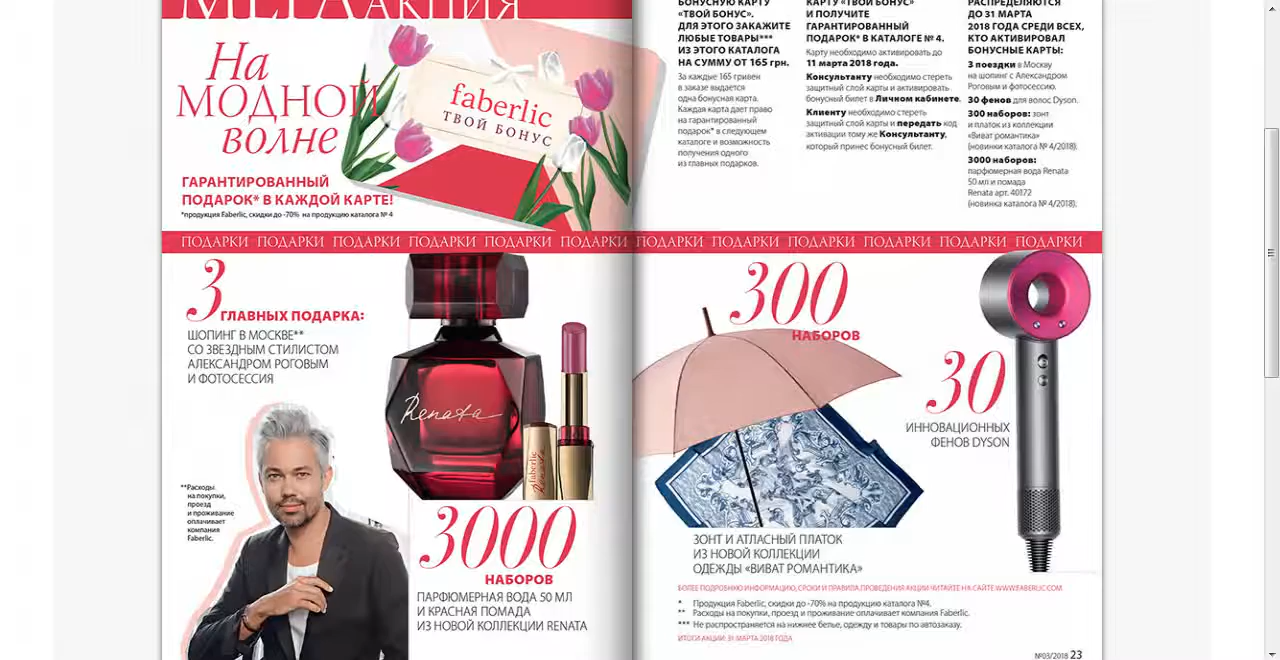 МЕГА АКЦИЯ
На
МОДНОЙ
волне
faberlic
ТВОЙ БОНУС
ГАРАНТИРОВАННЫЙ
ПОДАРОК* В КАЖДОЙ КАРТЕ!
*продукция Faberlic, скидки до -70% на продукцию каталога № 4
БОНУСНУЮ КАРТУ
«ТВОЙ БОНУС».
ДЛЯ ЭТОГО ЗАКАЖИТЕ
ЛЮБЫЕ ТОВАРЫ***
ИЗ ЭТОГО КАТАЛОГА
НА СУММУ ОТ 165 грн.
За каждые 165 гривен
в заказе выдается
одна бонусная карта.
Каждая карта дает право
на гарантированный
подарок* в следующем
каталоге и возможность
получения одного
из главных подарков.
КАРТУ «ТВОЙ БОНУС»
И ПОЛУЧИТЕ
ГАРАНТИРОВАННЫЙ
ПОДАРОК* В КАТАЛОГЕ № 4.
Карту необходимо активировать до
11 марта 2018 года.
Консультанту необходимо стереть
защитный слой карты и активировать
бонусный билет в Личном кабинете.
Клиенту необходимо стереть
защитный слой карты и передать код
активации тому же Консультанту,
который принес бонусный билет.
РАСПРЕДЕЛЯЮТСЯ
ДО 31 МАРТА
2018 ГОДА СРЕДИ ВСЕХ,
КТО АКТИВИРОВАЛ
БОНУСНЫЕ КАРТЫ:
3 поездки в Москву
на шопинг с Александром
Роговым и фотосессию.
30 фенов для волос Dyson.
300 наборов: зонт
и платок из коллекции
«Виват романтика»
(новинки каталога № 4/2018).
3000 наборов:
парфюмерная вода Renata
50 мл и помада
Renata арт. 40172
(новинка каталога № 4/2018).
ПОДАРКИ ПОДАРКИ ПОДАРКИ ПОДАРКИ ПОДАРКИ ПОДАРКИ ПОДАРКИ ПОДАРКИ ПОДАРКИ ПОДАРКИ ПОДАРКИ ПОДАРКИ
3 ГЛАВНЫХ ПОДАРКА:
ШОПИНГ В МОСКВЕ**
СО ЗВЕЗДНЫМ СТИЛИСТОМ
АЛЕКСАНДРОМ РОГОВЫМ
И ФОТОСЕССИЯ
**Расходы
на покупки,
проезд
и проживание
оплачивает
компания
Faberlic.
Renata
faberlic
Renata
3000
НАБОРОВ
ПАРФЮМЕРНАЯ ВОДА 50 МЛ
И КРАСНАЯ ПОМАДА
ИЗ НОВОЙ КОЛЛЕКЦИИ RENATA
300
НАБОРОВ
ЗОНТ И АТЛАСНЫЙ ПЛАТОК
ИЗ НОВОЙ КОЛЛЕКЦИИ
ОДЕЖДЫ «ВИВАТ РОМАНТИКА»
30
ИННОВАЦИОННЫХ
ФЕНОВ DYSON
БОЛЕЕ ПОДРОБНУЮ ИНФОРМАЦИЮ, СРОКИ И ПРАВИЛА ПРОВЕДЕНИЯ АКЦИИ ЧИТАЙТЕ НА САЙТЕ WWW.FABERLIC.COM
* Продукция Faberlic, скидки до -70% на продукцию каталога №4.
** Расходы на покупки, проезд и проживание оплачивает компания Faberlic.
*** Не распространяется на нижнее белье, одежду и товары по автозаказу.
ИТОГИ АКЦИИ: 31 МАРТА 2018 ГОДА
№03/2018 23